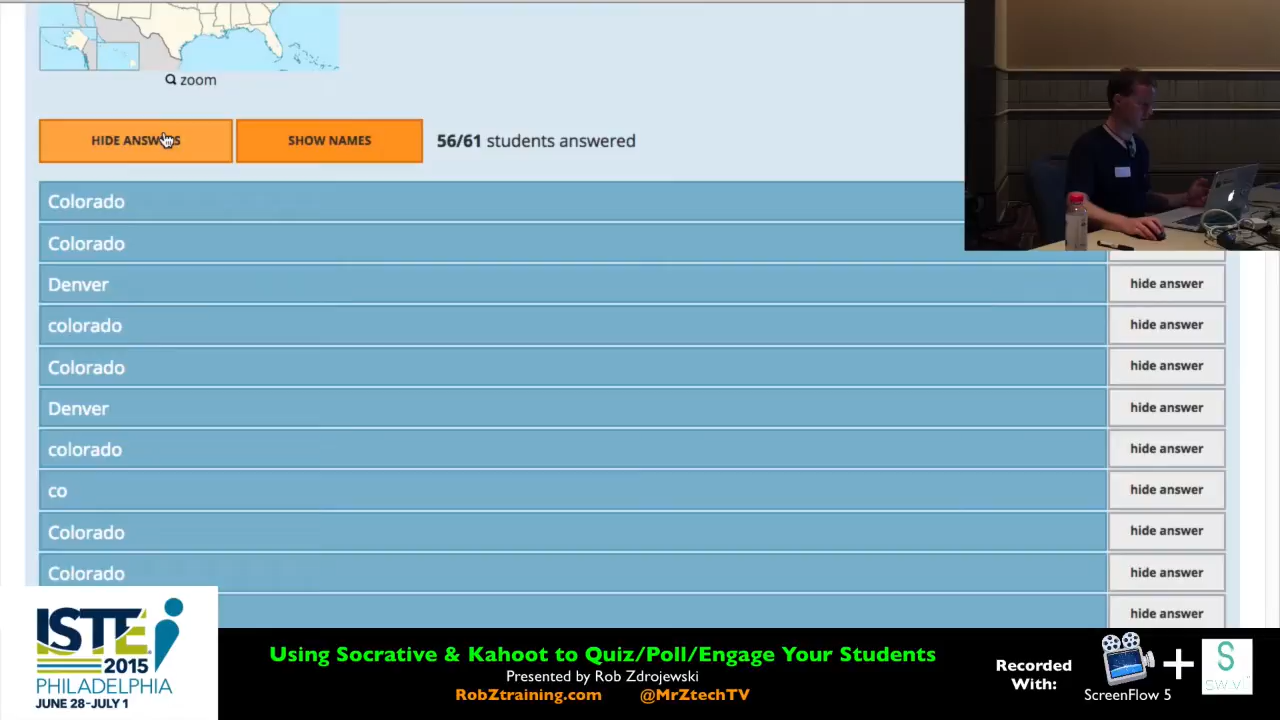 zoom
HIDE ANSWERS SHOW NAMES 56/61 students answered
Colorado
Colorado
Denver hide answer
colorado hide answer
Colorado hide answer
Denver hide answer
colorado hide answer
co hide answer
Colorado hide answer
Colorado hide answer
hide answer
ISTE
2015
PHILADELPHIA
JUNE 28-JULY 1
Using Socrative & Kahoot to Quiz/Poll/Engage Your Students
Presented by Rob Zdrojewski
RobZtraining.com @MrZtechTV
Recorded
With:
ScreenFlow 5
+
S